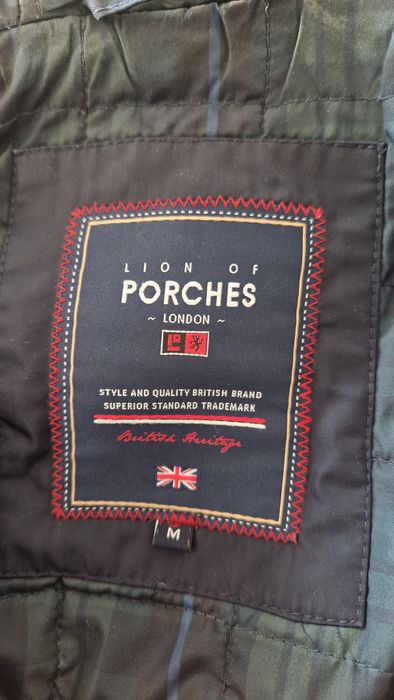 LION OF
PORCHES
~ LONDON ~
STYLE AND QUALITY BRITISH BRAND
SUPERIOR STANDARD TRADEMARK
British Heritage
M